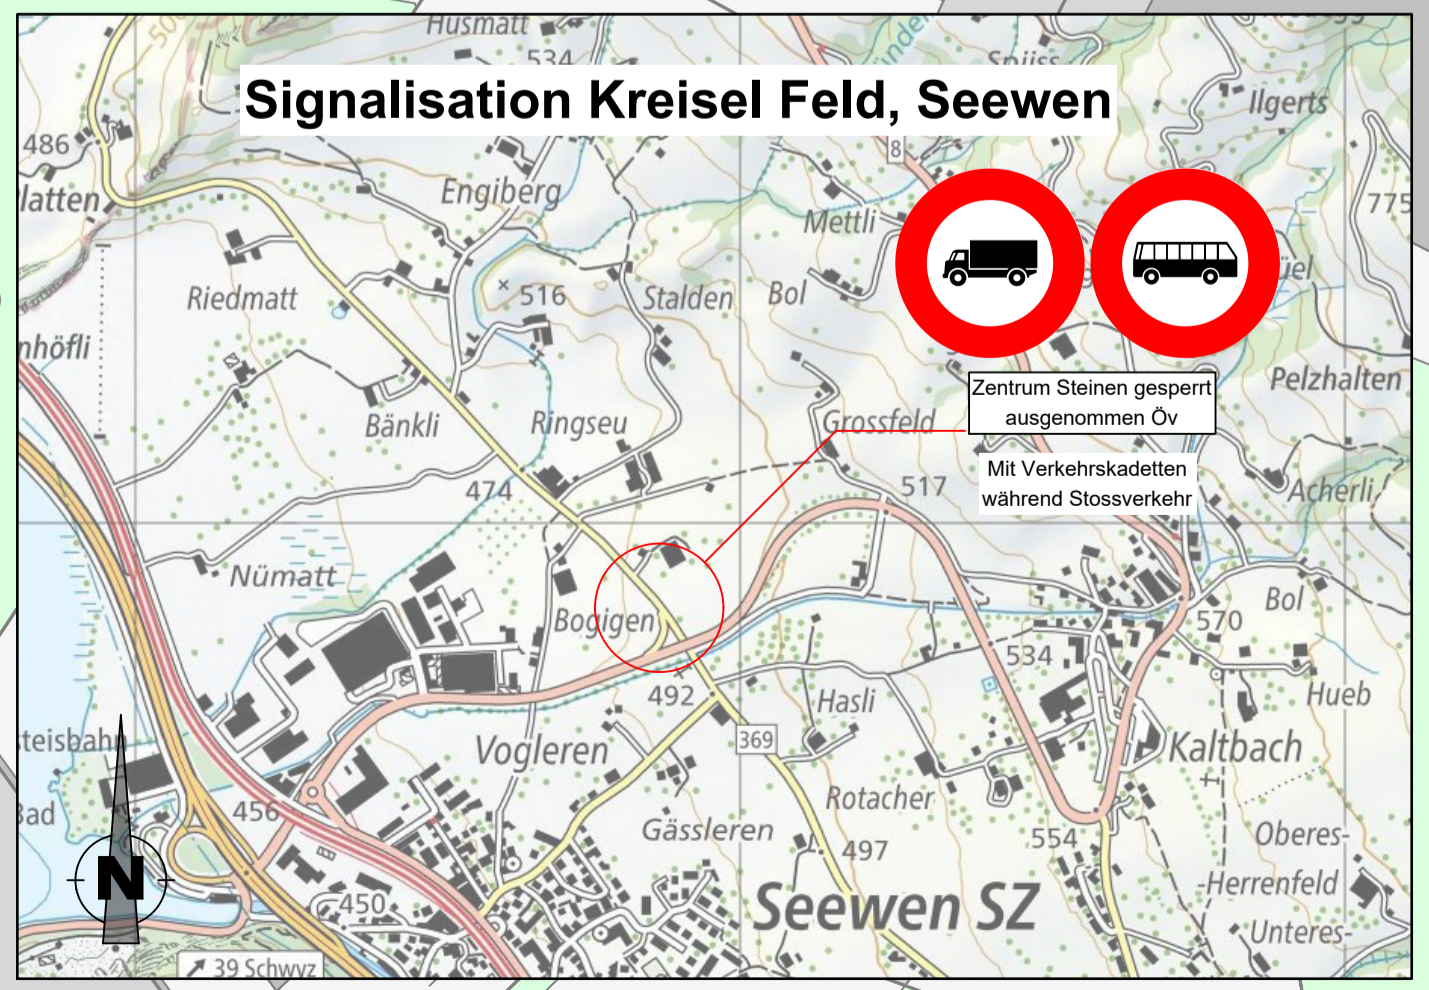 Husmatt
534
Spiiss
Signalisation Kreisel Feld, Seewen
Ilgerts
486
8
latten
Engiberg
Mettli
775
516
Riedmatt
Stalden
Bol
üel
nhöfli
Pelzhalten
Zentrum Steinen gesperrt
ausgenommen Öv
Bänkli
Ringseu
Grossfeld
Mit Verkehrskadetten
während Stossverkehr
474
517
Acherli
Nümatt
Bogigen
Bol
570
534
492
Hasli
Hueb
steisbahn
Vogleren
369
Kaltbach
Bad
456
Rotacher
Gässleren
497
554
Oberes-
-Herrenfeld
N
450
Seewen SZ
Unteres-
39 Schwyz